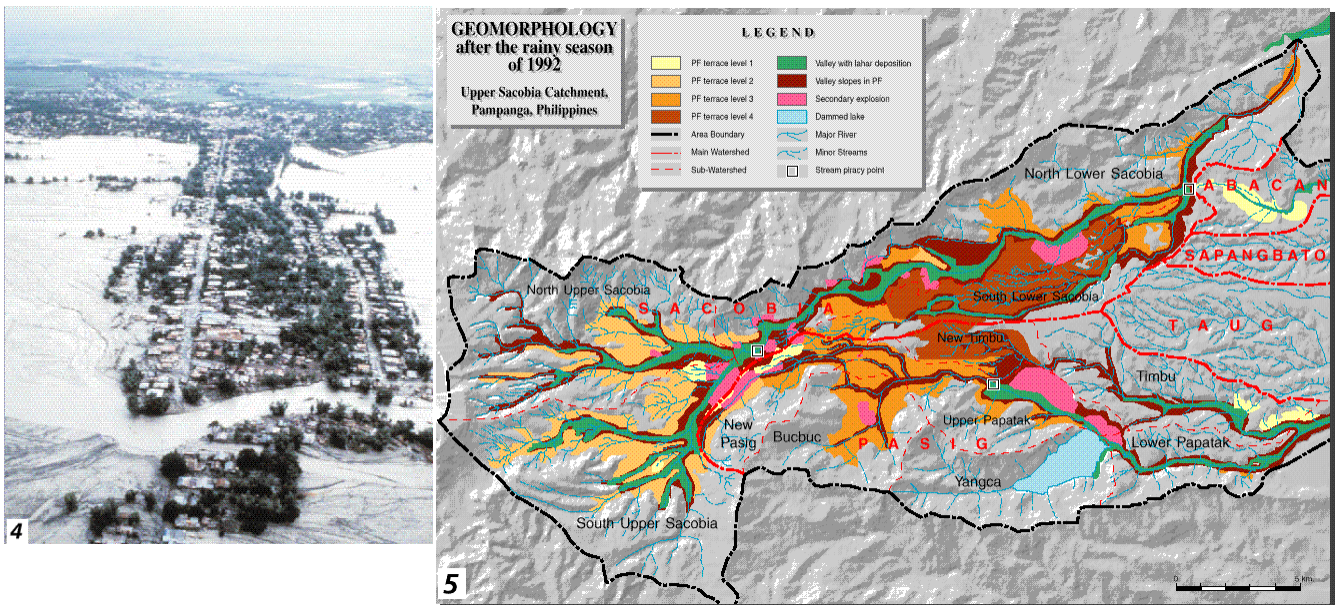 4
GEOMORPHOLOGY
after the rainy season
of 1992
Upper Sacobia Catchment,
Pampanga, Philippines
LEGEND
PF terrace level 1
PF terrace level 2
PF terrace level 3
PF terrace level 4
Area Boundary
Main Watershed
Sub-Watershed
Valley with lahar deposition
Valley slopes in PF
Secondary explosion
Dammed lake
Major River
Minor Streams
Stream piracy point
North Lower Sacobia
ABACAN
SAPANGBATO
North Upper Sacobia
SACOBIA
South Lower Sacobia
TAUG
New Timbu
Timbu
Upper Papatak
New
Pasig
Bucbuc
PASIG
Lower Papatak
Yangca
South Upper Sacobia
5
0 5 km